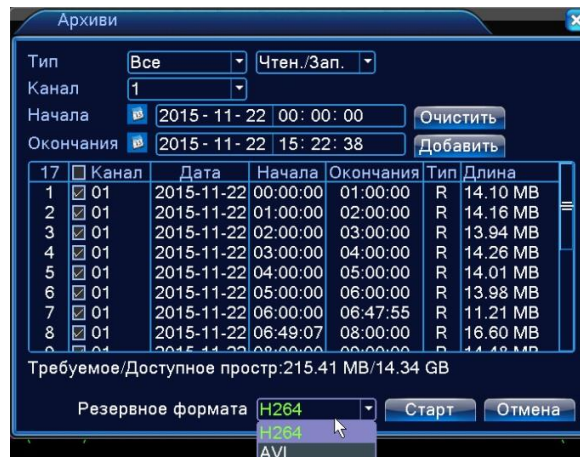 Архиви
Тип Все Чтен./Зап.
Канал 1
Начала 2015-11-22 00:00:00 Очистить
Окончания 2015-11-22 15:22:38 Добавить
17 Канал Дата Начала Окончания Тип Длина
1 01 2015-11-22 00:00:00 01:00:00 R 14.10 MB
2 01 2015-11-22 01:00:00 02:00:00 R 14.16 MB
3 01 2015-11-22 02:00:00 03:00:00 R 13.94 MB
4 01 2015-11-22 03:00:00 04:00:00 R 14.26 MB
5 01 2015-11-22 04:00:00 05:00:00 R 14.01 MB
6 01 2015-11-22 05:00:00 06:00:00 R 13.98 MB
7 01 2015-11-22 06:00:00 06:47:55 R 11.21 MB
8 01 2015-11-22 06:49:07 08:00:00 R 16.60 MB
Требуемое/Доступное простр:215.41 MB/14.34 GB
Резервное формата H264 Старт Отмена
H264
AVI